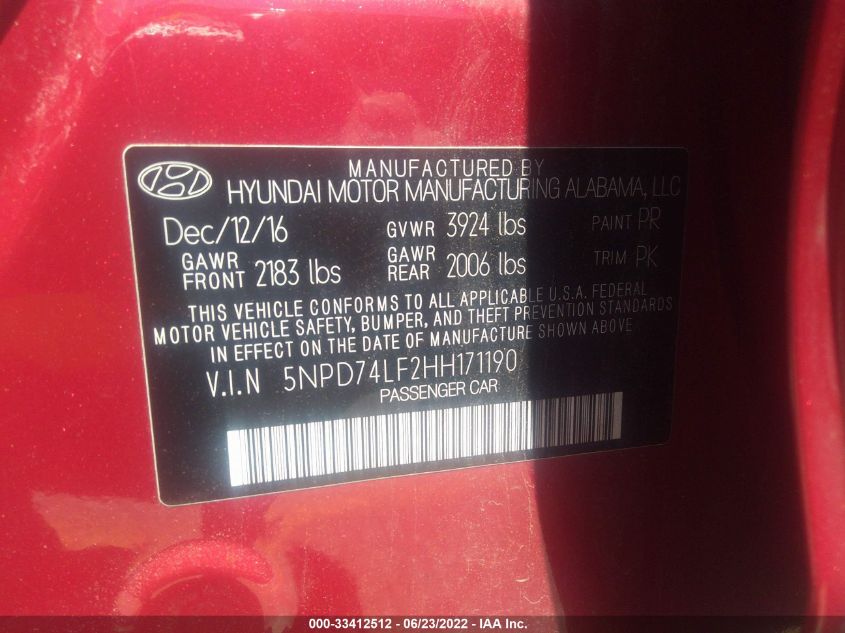 MANUFACTURED BY
HYUNDAI MOTOR MANUFACTURING ALABAMA, LLC
Dec/12/16 GVWR 3924 lbs PAINT PR
GAWR FRONT 2183 lbs GAWR REAR 2006 lbs TRIM PK
THIS VEHICLE CONFORMS TO ALL APPLICABLE U.S.A. FEDERAL
MOTOR VEHICLE SAFETY, BUMPER, AND THEFT PREVENTION STANDARDS
IN EFFECT ON THE DATE OF MANUFACTURE SHOWN ABOVE
V.I.N 5NPD74LF2HH171190
PASSENGER CAR
000-33412512 - 06/23/2022 - IAA Inc.